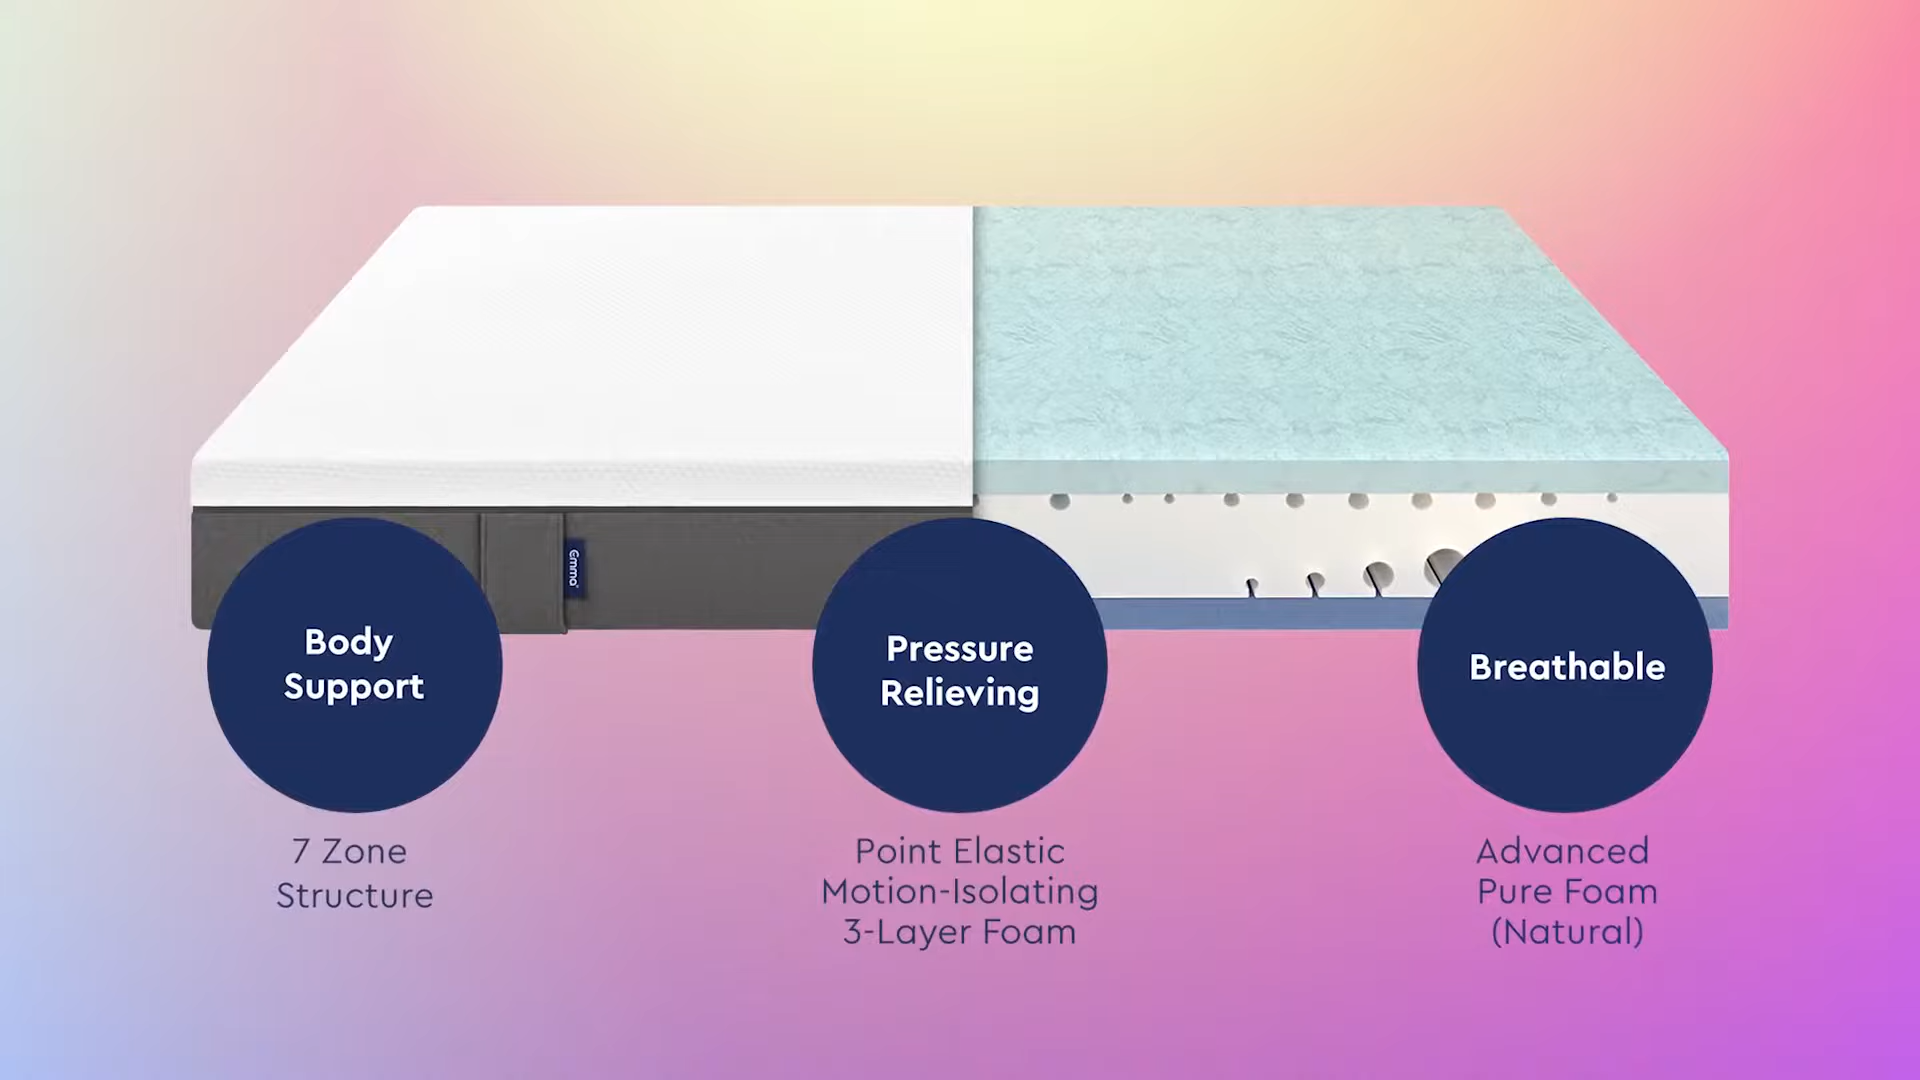 Emma
Body
Support
Pressure
Relieving
Breathable
7 Zone
Structure
Point Elastic
Motion-Isolating
3-Layer Foam
Advanced
Pure Foam
(Natural)